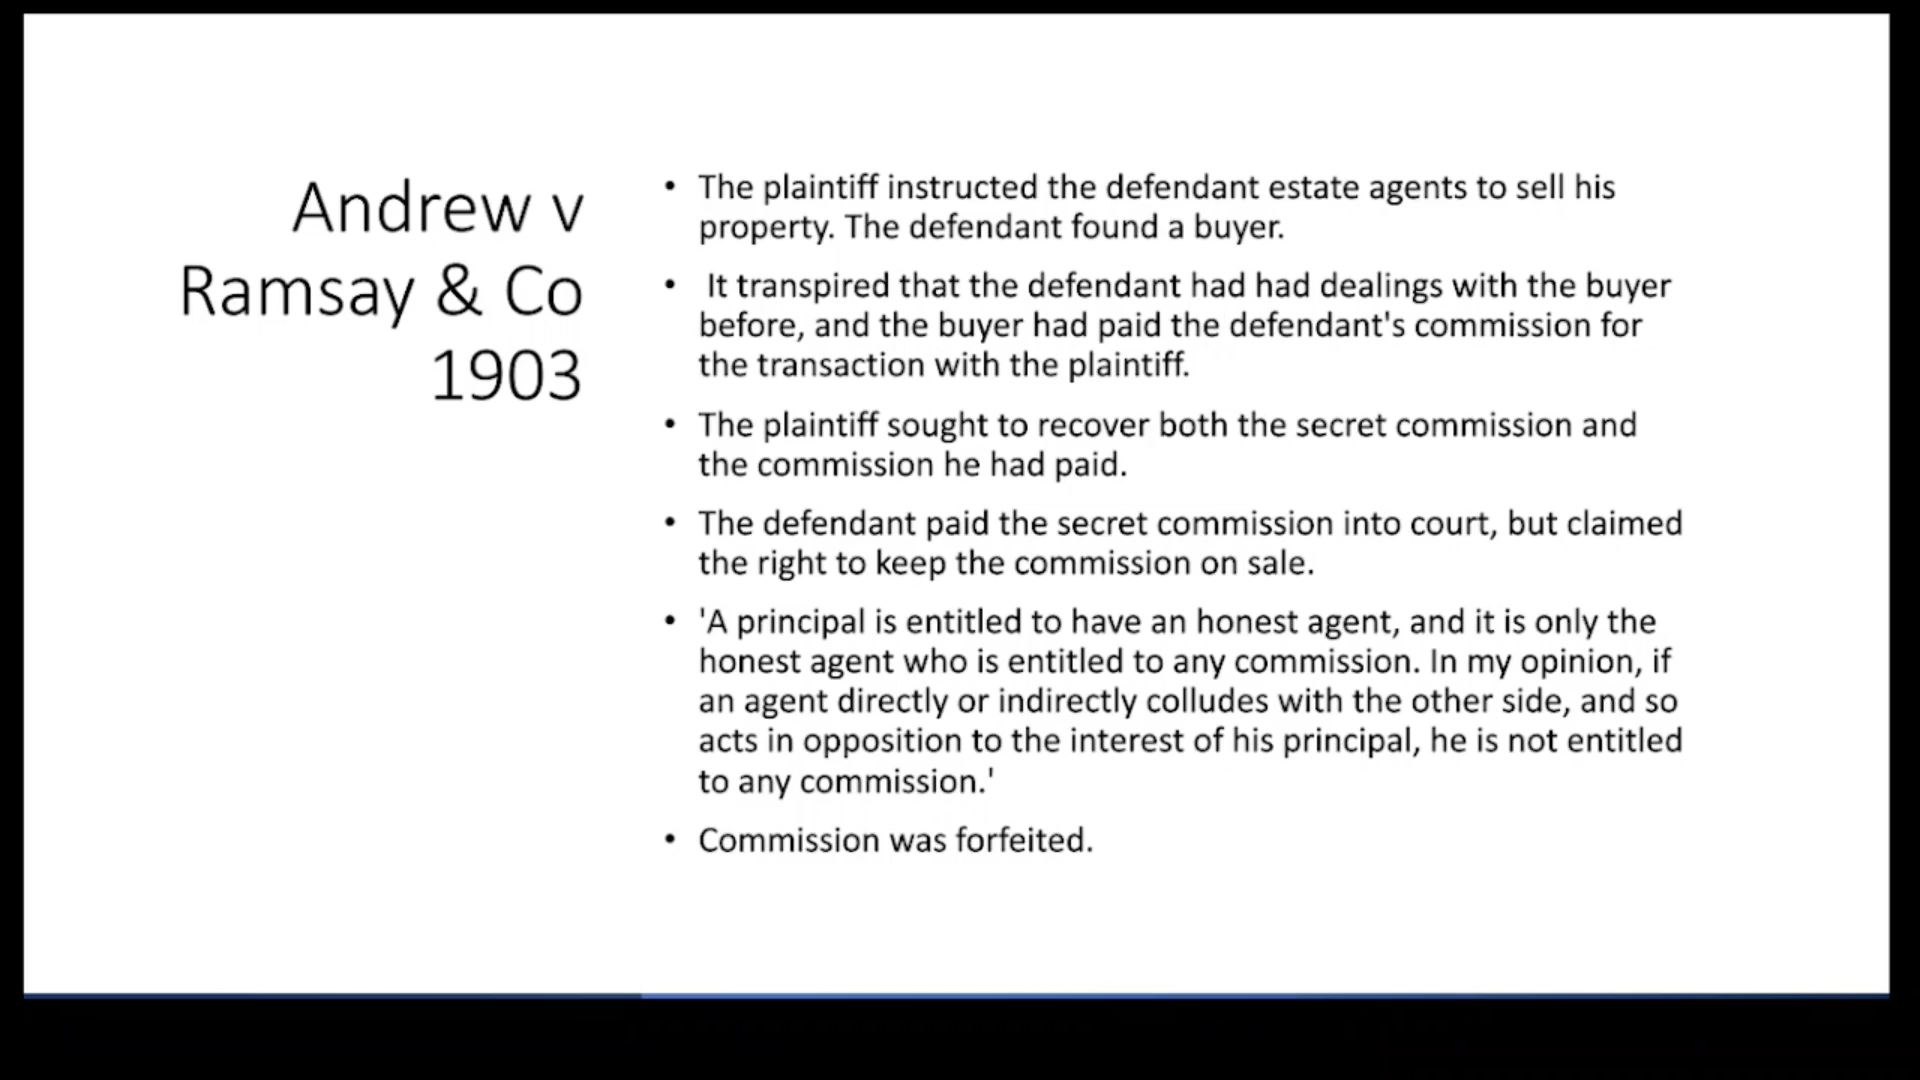 Andrew v
Ramsay & Co
1903
• The plaintiff instructed the defendant estate agents to sell his
property. The defendant found a buyer.
• It transpired that the defendant had had dealings with the buyer
before, and the buyer had paid the defendant's commission for
the transaction with the plaintiff.
• The plaintiff sought to recover both the secret commission and
the commission he had paid.
• The defendant paid the secret commission into court, but claimed
the right to keep the commission on sale.
• 'A principal is entitled to have an honest agent, and it is only the
honest agent who is entitled to any commission. In my opinion, if
an agent directly or indirectly colludes with the other side, and so
acts in opposition to the interest of his principal, he is not entitled
to any commission.'
• Commission was forfeited.